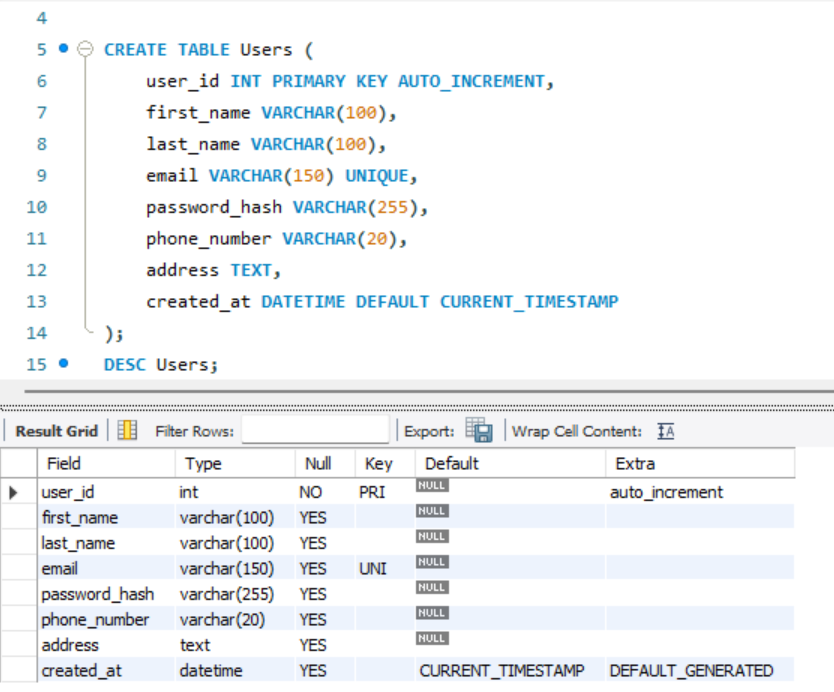 4
5 CREATE TABLE Users (
6 user_id INT PRIMARY KEY AUTO_INCREMENT,
7 first_name VARCHAR(100),
8 last_name VARCHAR(100),
9 email VARCHAR(150) UNIQUE,
10 password_hash VARCHAR(255),
11 phone_number VARCHAR(20),
12 address TEXT,
13 created_at DATETIME DEFAULT CURRENT_TIMESTAMP
14 );
15 DESC Users;
Result Grid Filter Rows: Export: Wrap Cell Content: IA
Field Type Null Key Default Extra
user_id int NO PRI NULL auto_increment
first_name varchar(100) YES NULL
last_name varchar(100) YES NULL
email varchar(150) YES UNI NULL
password_hash varchar(255) YES NULL
phone_number varchar(20) YES NULL
address text YES NULL
created_at datetime YES CURRENT_TIMESTAMP DEFAULT_GENERATED